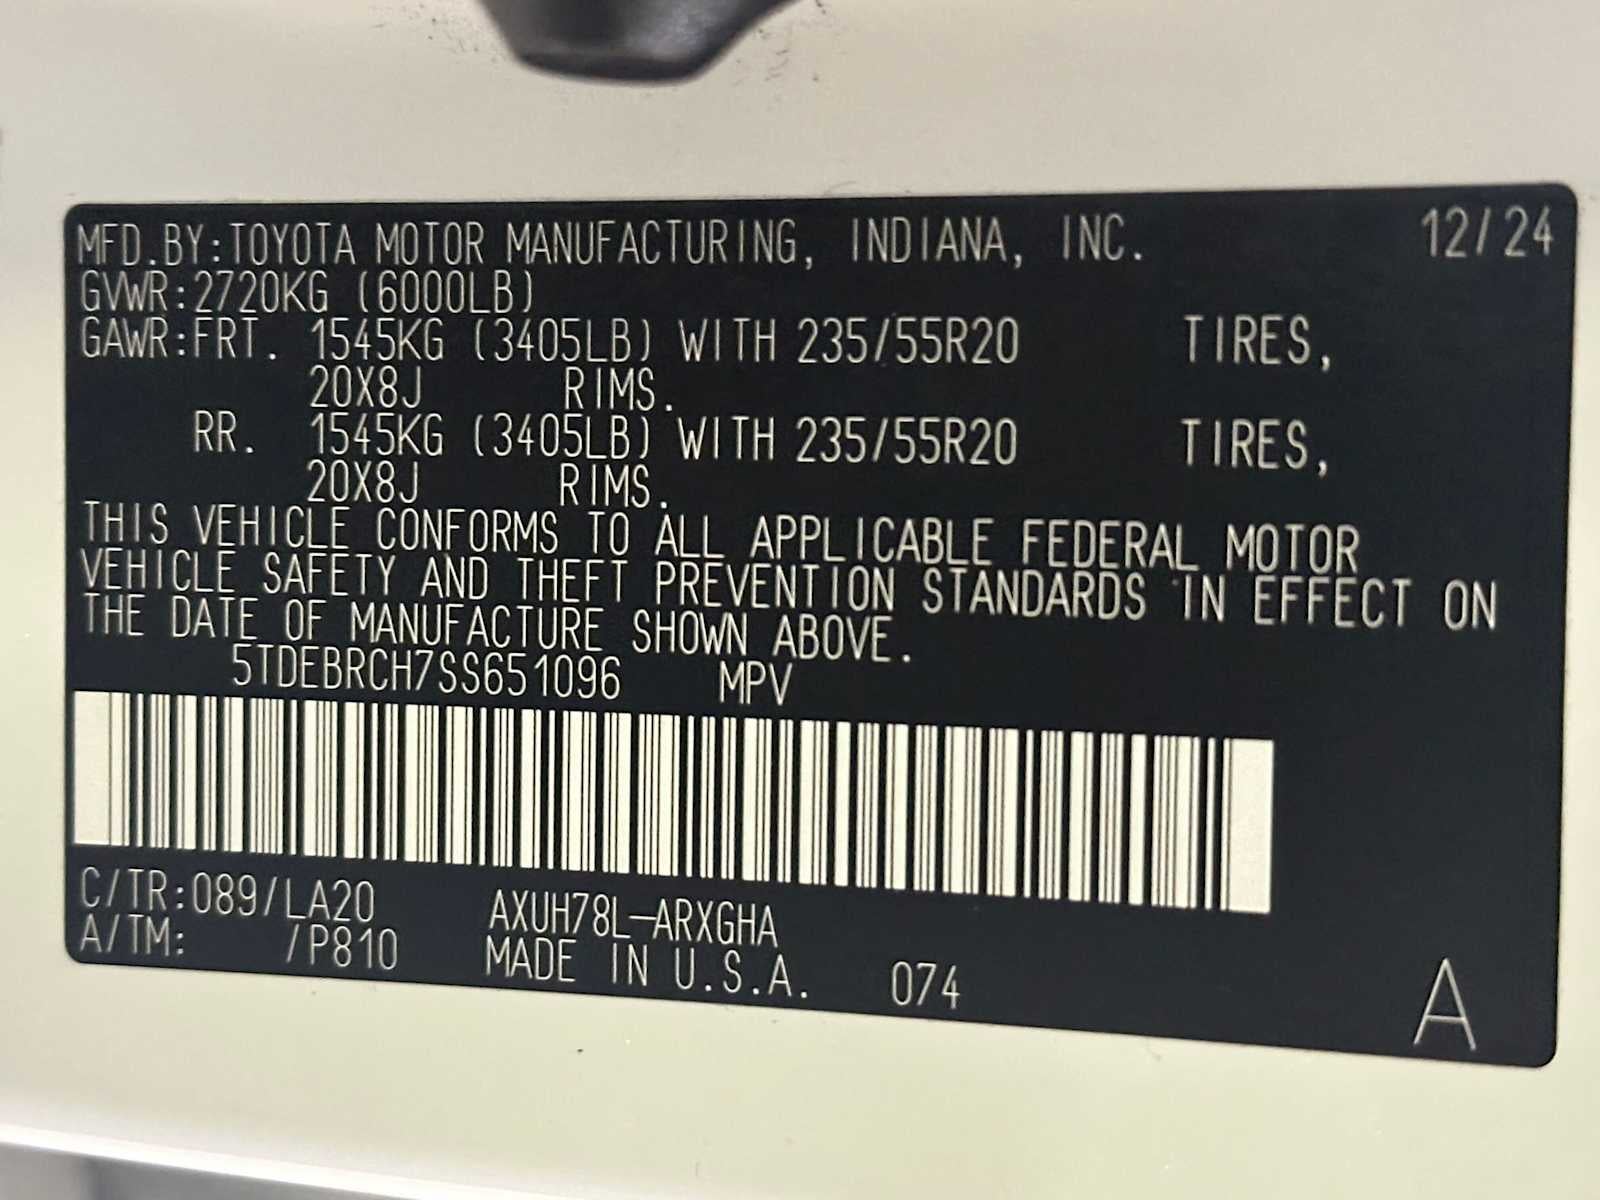 MFD.BY:TOYOTA MOTOR MANUFACTURING, INDIANA, INC. 12/24
GVWR:2720KG (6000LB)
GAWR:FRT. 1545KG (3405LB) WITH 235/55R20 TIRES,
20X8J RIMS.
RR. 1545KG (3405LB) WITH 235/55R20 TIRES,
20X8J RIMS.
THIS VEHICLE CONFORMS TO ALL APPLICABLE FEDERAL MOTOR
VEHICLE SAFETY AND THEFT PREVENTION STANDARDS IN EFFECT ON
THE DATE OF MANUFACTURE SHOWN ABOVE.
5TDEBRCH7SS651096 MPV
C/TR:089/LA20 AXUH78L-ARXGHA
A/TM: /P810 MADE IN U.S.A. 074 A